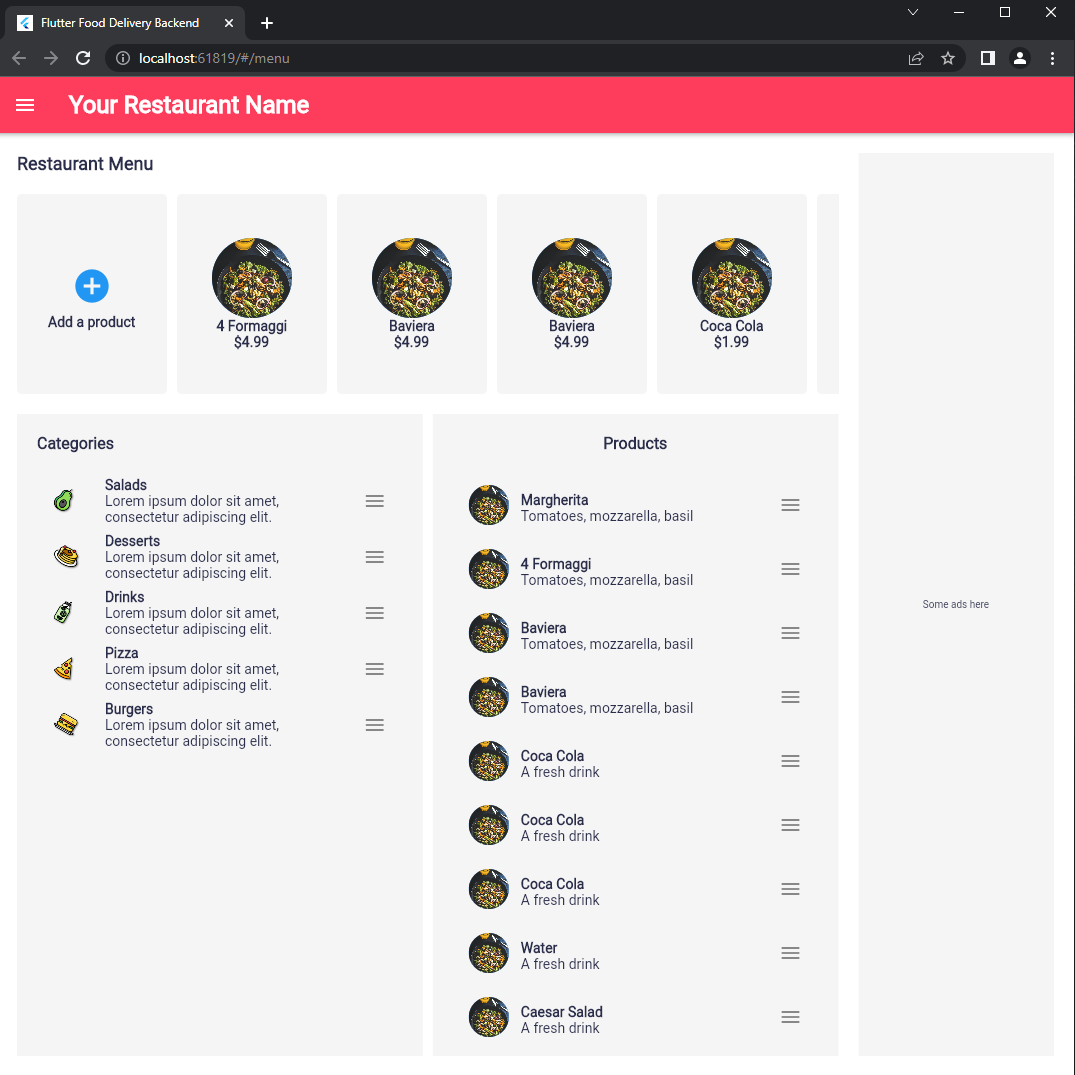 Flutter Food Delivery Backend
localhost:61819/#/menu
Your Restaurant Name
Restaurant Menu
Add a product
4 Formaggi
$4.99
Baviera
$4.99
Baviera
$4.99
Coca Cola
$1.99
Categories
Salads
Lorem ipsum dolor sit amet,
consectetur adipiscing elit.
Desserts
Lorem ipsum dolor sit amet,
consectetur adipiscing elit.
Drinks
Lorem ipsum dolor sit amet,
consectetur adipiscing elit.
Pizza
Lorem ipsum dolor sit amet,
consectetur adipiscing elit.
Burgers
Lorem ipsum dolor sit amet,
consectetur adipiscing elit.
Products
Margherita
Tomatoes, mozzarella, basil
4 Formaggi
Tomatoes, mozzarella, basil
Baviera
Tomatoes, mozzarella, basil
Baviera
Tomatoes, mozzarella, basil
Coca Cola
A fresh drink
Coca Cola
A fresh drink
Coca Cola
A fresh drink
Water
A fresh drink
Caesar Salad
A fresh drink
Some ads here